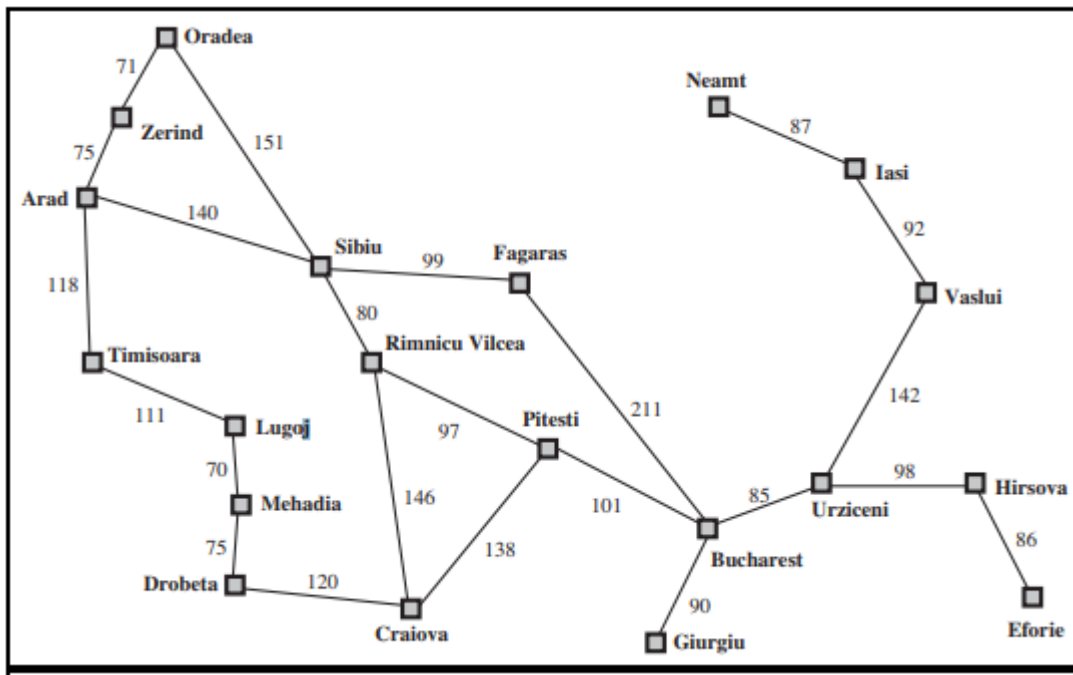 Oradea
71
Neamt
Zerind
87
75
151
Iasi
Arad
140
92
Sibiu
Fagaras
99
118
Vaslui
80
Timisoara
Rimnicu Vilcea
142
211
111
Lugoj
Pitesti
97
70
98
Hirsova
85
Urziceni
Mehadia
146
101
86
75
138
Bucharest
Drobeta
120
90
Craiova
Giurgiu
Eforie